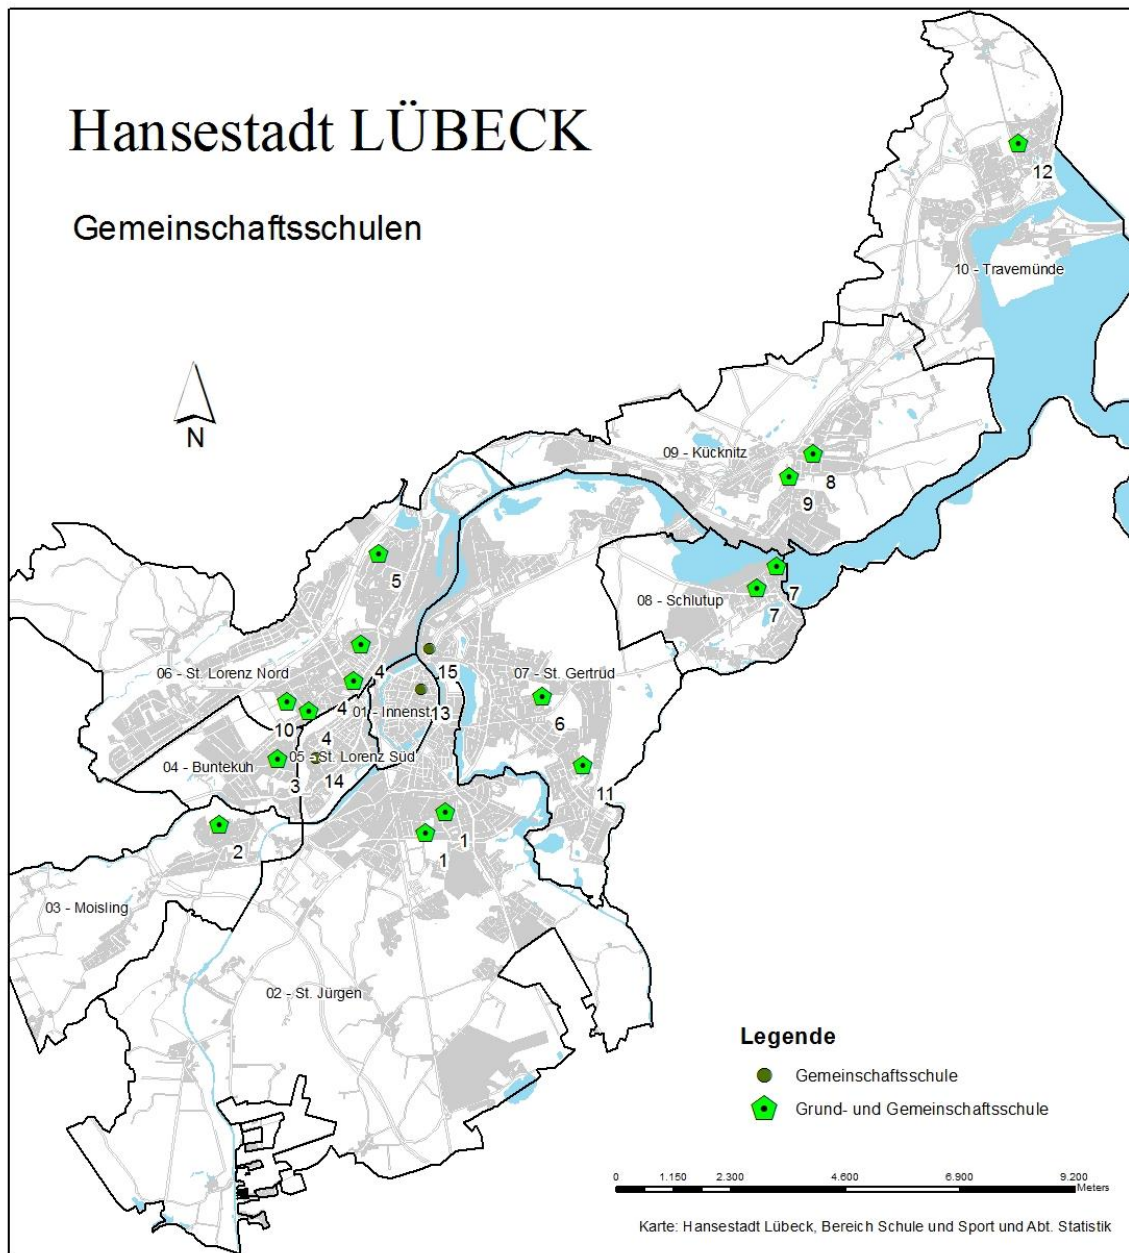 Hansestadt LÜBECK
Gemeinschaftsschulen
N
12
10 - Travemünde
09 - Kücknitz
8
9
5
08 - Schlutup
7
7
06 - St. Lorenz Nord
4
15
07 - St. Gertrud
4
01 - Innenst.
13
10
4
6
05 - St. Lorenz Süd
04 - Buntekuh
3
14
11
1
1
2
03 - Moisling
02 - St. Jürgen
Legende
Gemeinschaftsschule
Grund- und Gemeinschaftsschule
0 1.150 2.300 4.600 6.900 9.200
Meters
Karte: Hansestadt Lübeck, Bereich Schule und Sport und Abt. Statistik